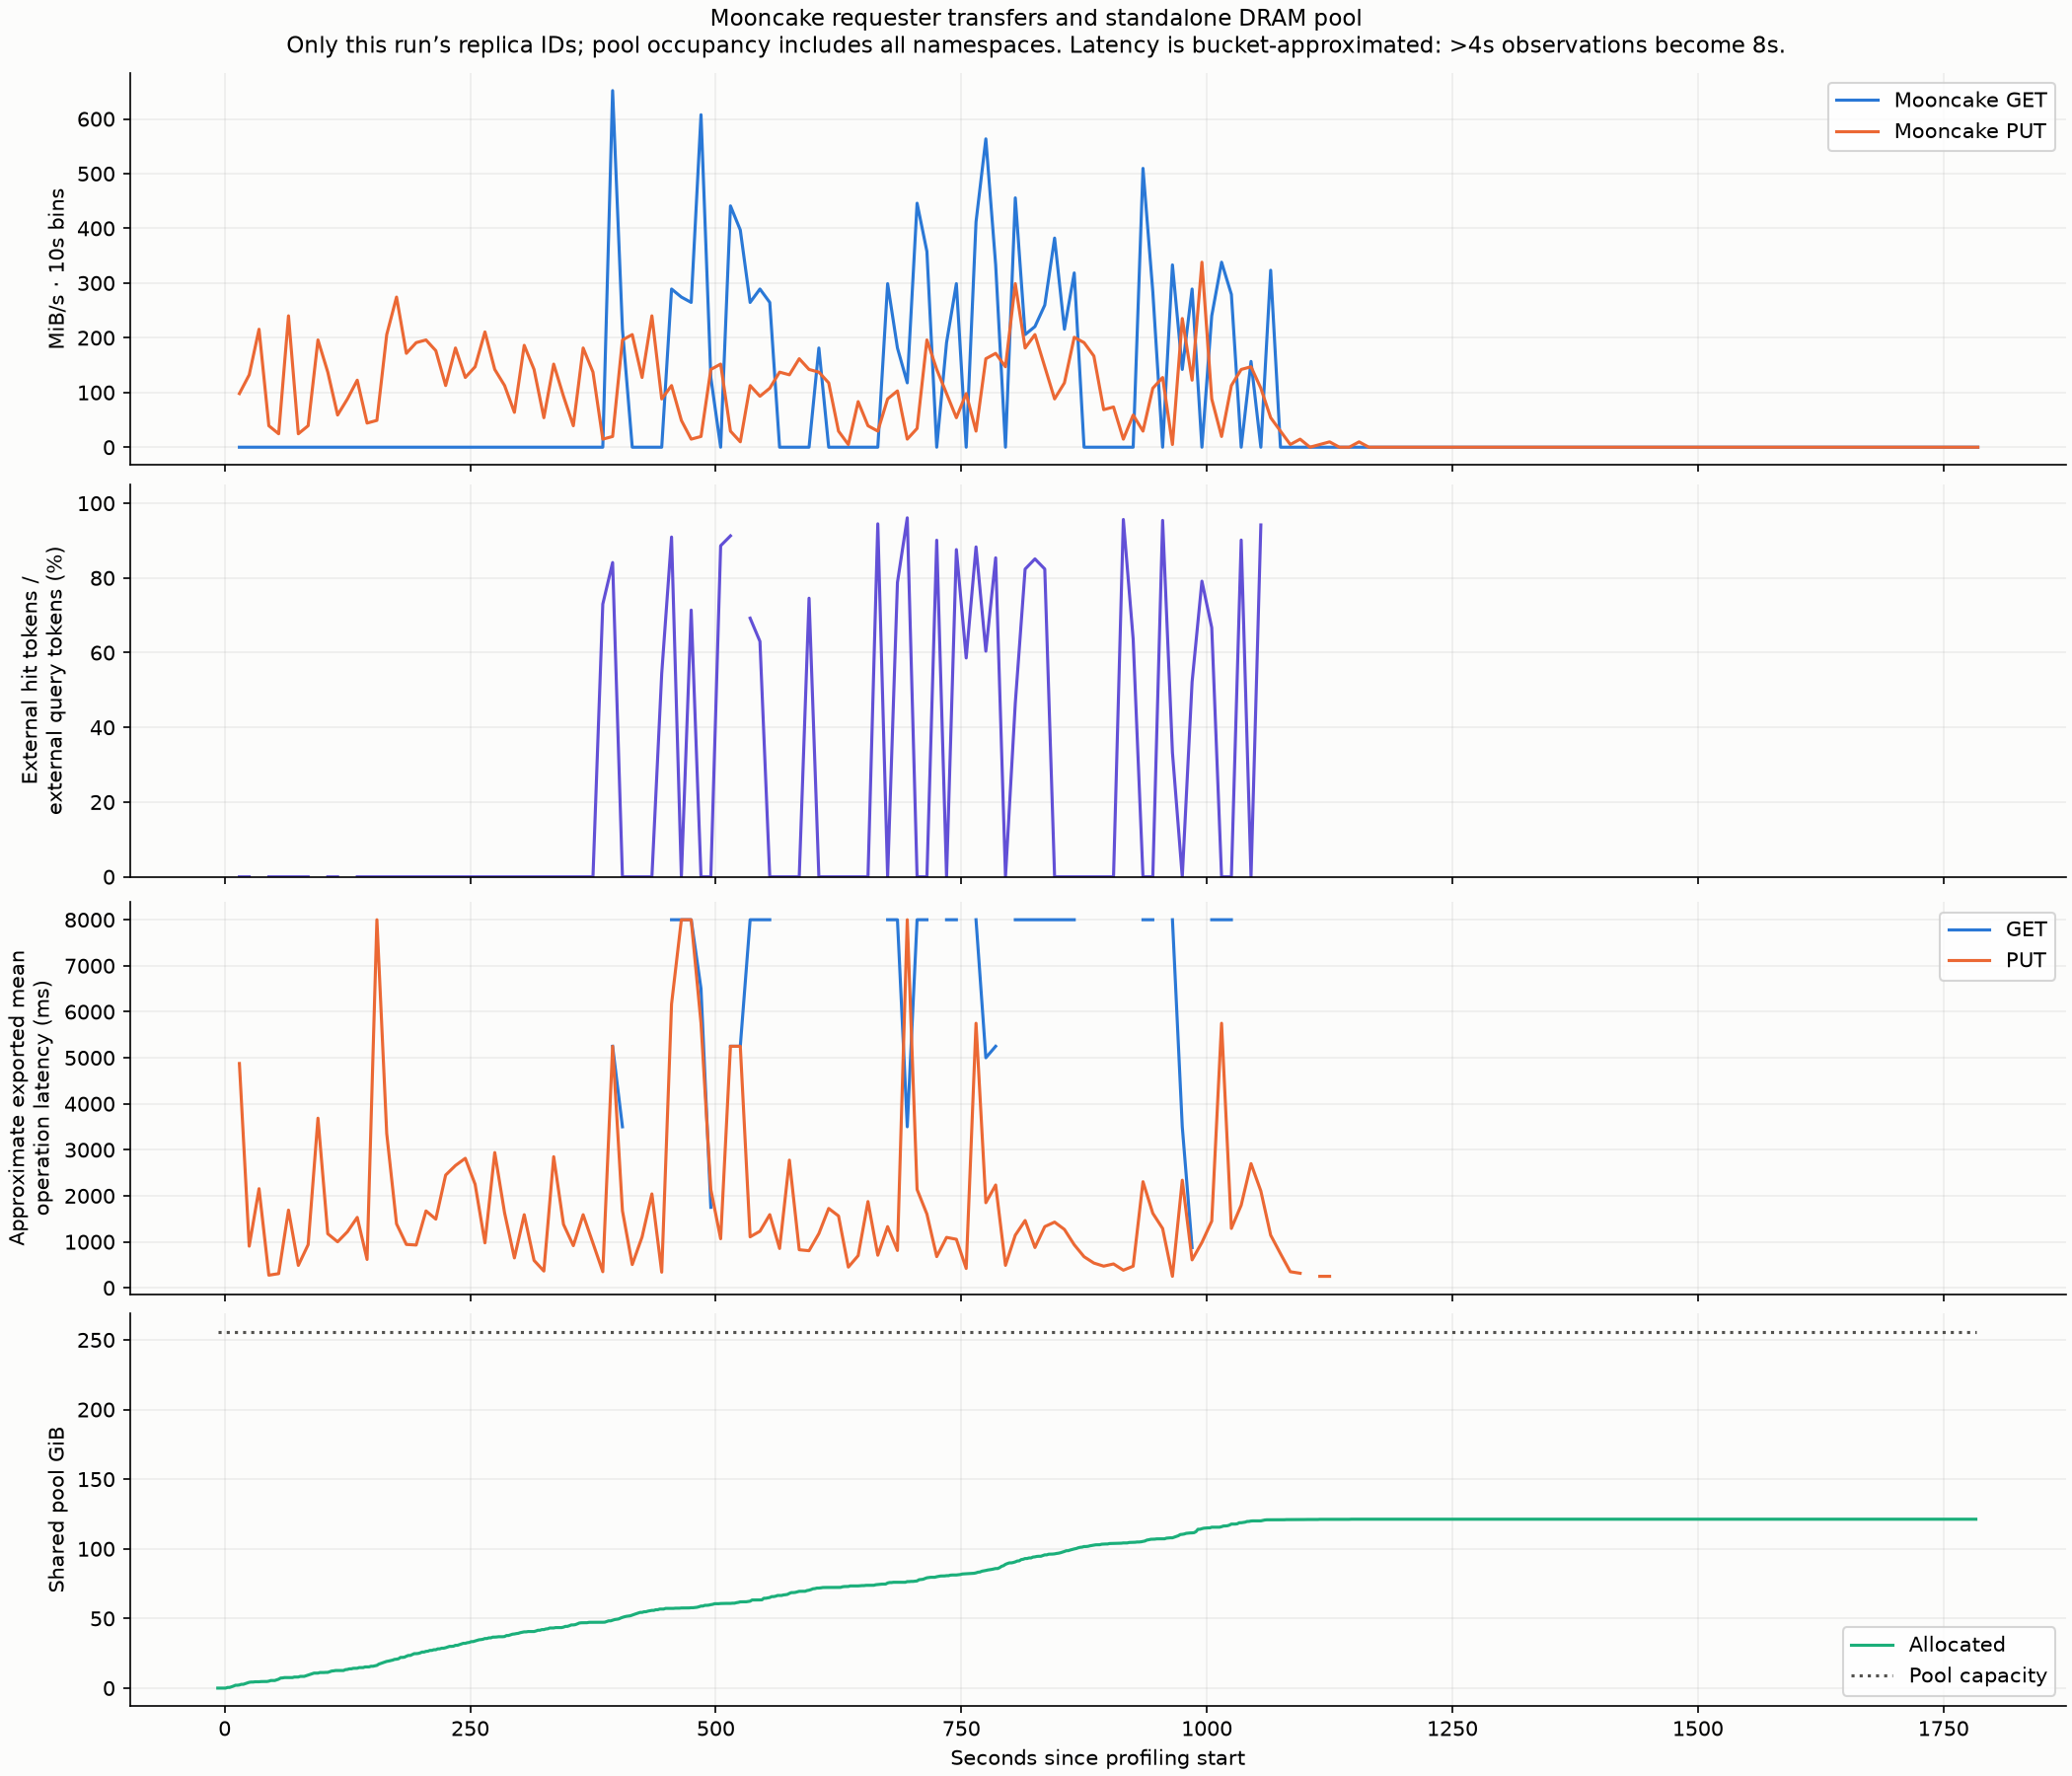 Mooncake requester transfers and standalone DRAM pool
Only this run’s replica IDs; pool occupancy includes all namespaces. Latency is bucket-approximated: >4s observations become 8s.
MiB/s · 10s bins
600
500
400
300
200
100
0
Mooncake GET
Mooncake PUT
External hit tokens /
external query tokens (%)
100
80
60
40
20
0
Approximate exported mean
operation latency (ms)
8000
7000
6000
5000
4000
3000
2000
1000
0
GET
PUT
Shared pool GiB
250
200
150
100
50
0
Allocated
Pool capacity
0
250
500
750
1000
1250
1500
1750
Seconds since profiling start